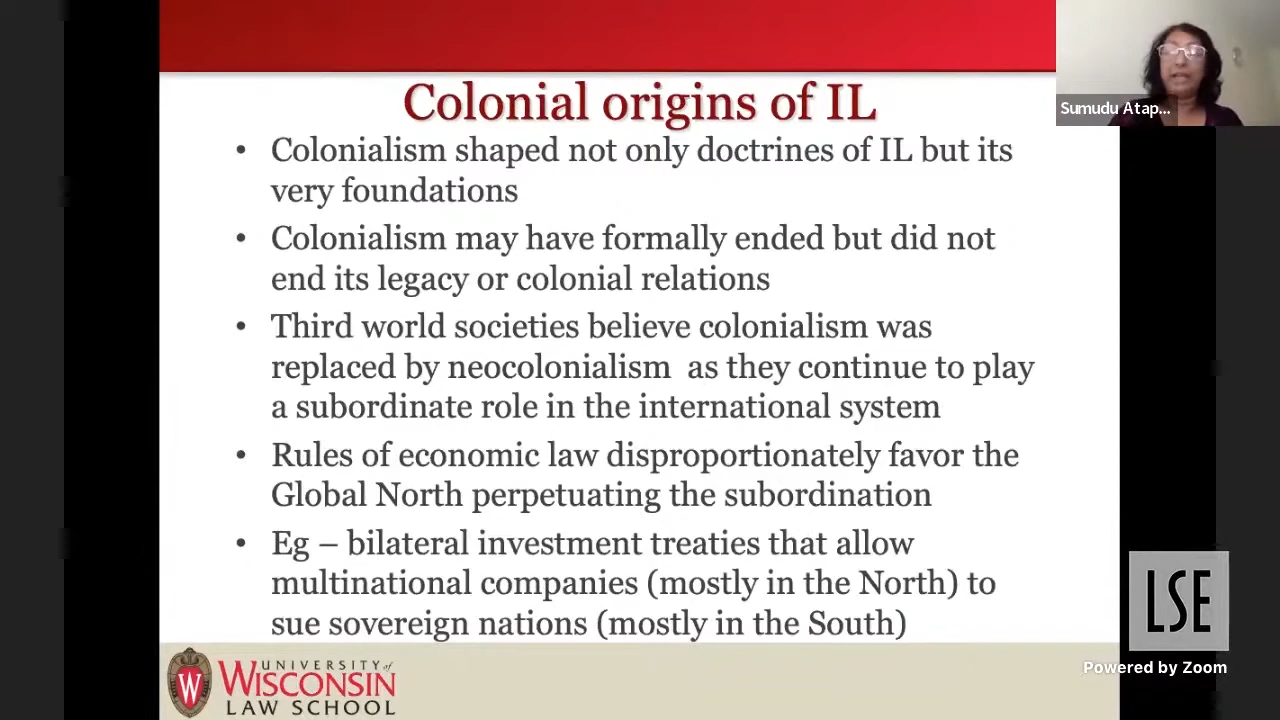 Colonial origins of IL
• Colonialism shaped not only doctrines of IL but its
very foundations
• Colonialism may have formally ended but did not
end its legacy or colonial relations
• Third world societies believe colonialism was
replaced by neocolonialism as they continue to play
a subordinate role in the international system
• Rules of economic law disproportionately favor the
Global North perpetuating the subordination
• Eg – bilateral investment treaties that allow
multinational companies (mostly in the North) to
sue sovereign nations (mostly in the South)
W
UNIVERSITY of
WISCONSIN
LAW SCHOOL
Sumudu Atap...
LSE
Powered by Zoom